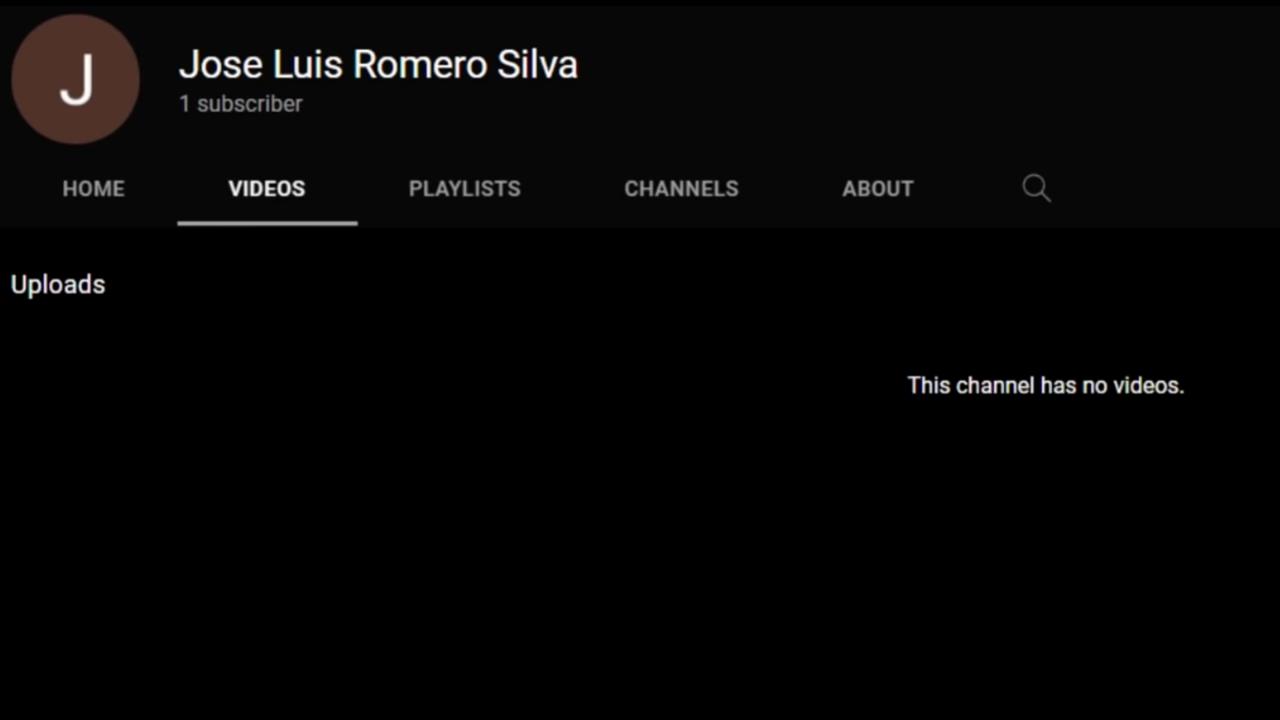 J
Jose Luis Romero Silva
1 subscriber
HOME VIDEOS PLAYLISTS CHANNELS ABOUT
Uploads
This channel has no videos.